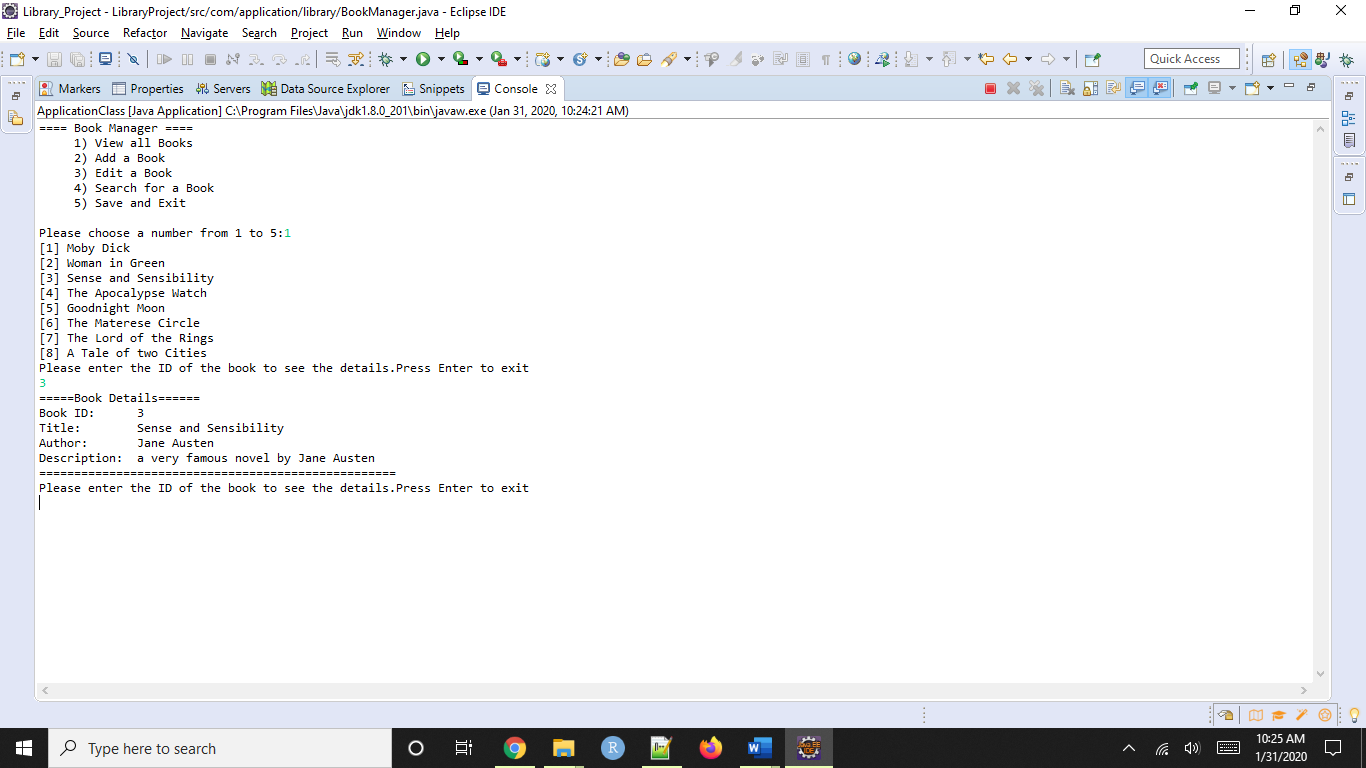 Library_Project - LibraryProject/src/com/application/library/BookManager.java - Eclipse IDE
File Edit Source Refactor Navigate Search Project Run Window Help
Quick Access
Markers Properties Servers Data Source Explorer Snippets Console
ApplicationClass [Java Application] C:\Program Files\Java\jdk1.8.0_201\bin\javaw.exe (Jan 31, 2020, 10:24:21 AM)
==== Book Manager ====
1) View all Books
2) Add a Book
3) Edit a Book
4) Search for a Book
5) Save and Exit
Please choose a number from 1 to 5:1
[1] Moby Dick
[2] Woman in Green
[3] Sense and Sensibility
[4] The Apocalypse Watch
[5] Goodnight Moon
[6] The Materese Circle
[7] The Lord of the Rings
[8] A Tale of two Cities
Please enter the ID of the book to see the details.Press Enter to exit
3
=====Book Details======
Book ID: 3
Title: Sense and Sensibility
Author: Jane Austen
Description: a very famous novel by Jane Austen
===================================================
Please enter the ID of the book to see the details.Press Enter to exit
Type here to search
R
W
Java EE
IDE
10:25 AM
1/31/2020